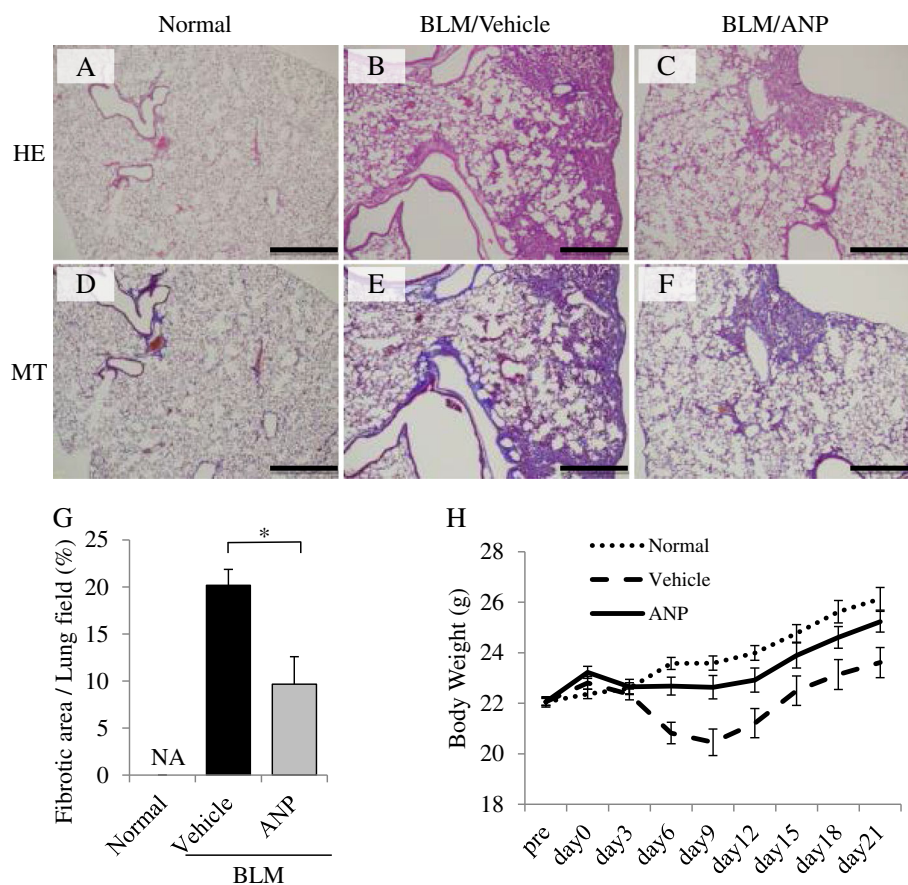 Normal BLM/Vehicle BLM/ANP
HE
A B C
MT
D E F
G
Fibrotic area / Lung field (%)
25
20
15
10
5
0
*
NA
Normal
Vehicle
ANP
BLM
H
Body Weight (g)
28
26
24
22
20
18
Normal
Vehicle
ANP
pre
day0
day3
day6
day9
day12
day15
day18
day21